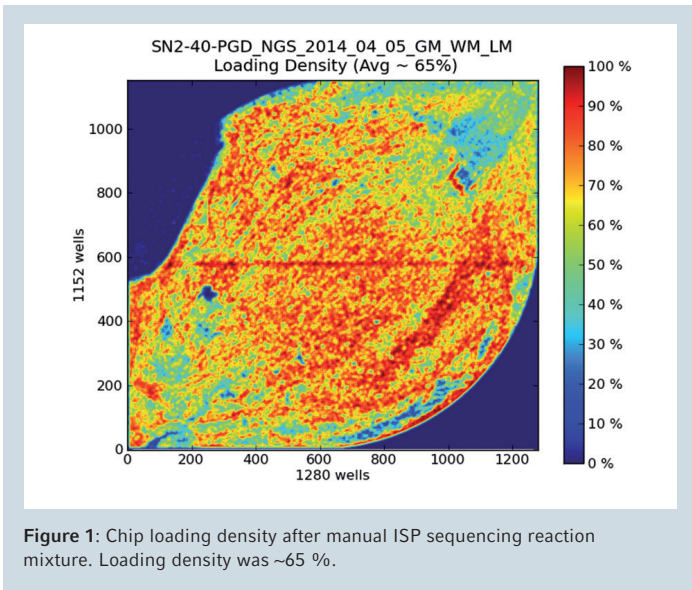 SN2-40-PGD_NGS_2014_04_05_GM_WM_LM
Loading Density (Avg ~ 65%)
100 %
90 %
80 %
70 %
60 %
50 %
40 %
30 %
20 %
10 %
0 %
1000
800
600
400
200
0
1152 wells
0 200 400 600 800 1000 1200
1280 wells
Figure 1: Chip loading density after manual ISP sequencing reaction
mixture. Loading density was ~65 %.